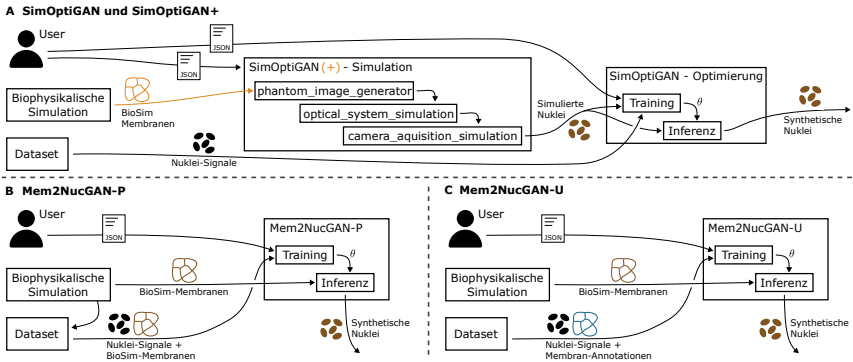 A SimOptiGAN und SimOptiGAN+
User
JSON
JSON
SimOptiGAN(+) - Simulation
SimOptiGAN - Optimierung
Biophysikalische
Simulation
BioSim
Membranen
phantom_image_generator
optical_system_simulation
camera_aquisition_simulation
Simulierte
Nuklei
Training
θ
Inferenz
Synthetische
Nuklei
Dataset
Nuklei-Signale
B Mem2NucGAN-P
User
JSON
Mem2NucGAN-P
Training
θ
Inferenz
Biophysikalische
Simulation
BioSim-Membranen
Dataset
Nuklei-Signale +
BioSim-Membranen
Synthetische
Nuklei
C Mem2NucGAN-U
User
JSON
Mem2NucGAN-U
Training
θ
Inferenz
Biophysikalische
Simulation
BioSim-Membranen
Dataset
Nuklei-Signale +
Membran-Annotationen
Synthetische
Nuklei